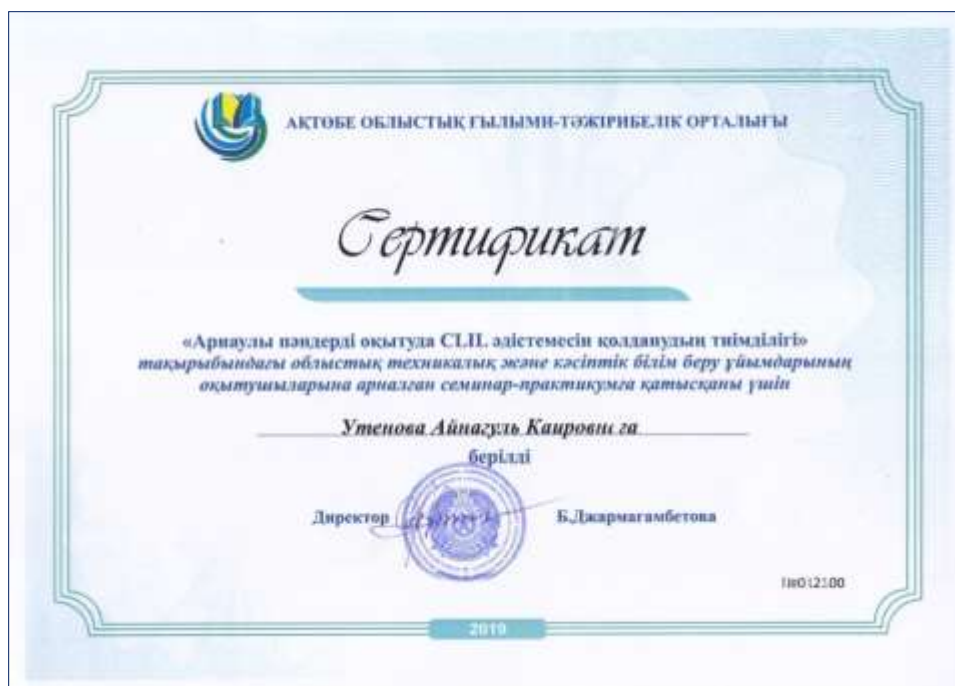 АҚТӨБЕ ОБЛЫСТЫҚ ҒЫЛЫМИ-ТӘЖІРИБЕЛІК ОРТАЛЫҒЫ
Сертификат
«Арнаулы пәндерді оқытуда CLIL әдістемесін қолданудың тиімділігі»
тақырыбындағы облыстық техникалық және кәсіптік білім беру ұйымдарының
оқытушыларына арналған семинар-практикумға қатысқаны үшін
Утенова Айнагуль Каировна ға
берілді
Директор Б.Джармагамбетова
№012100
2019